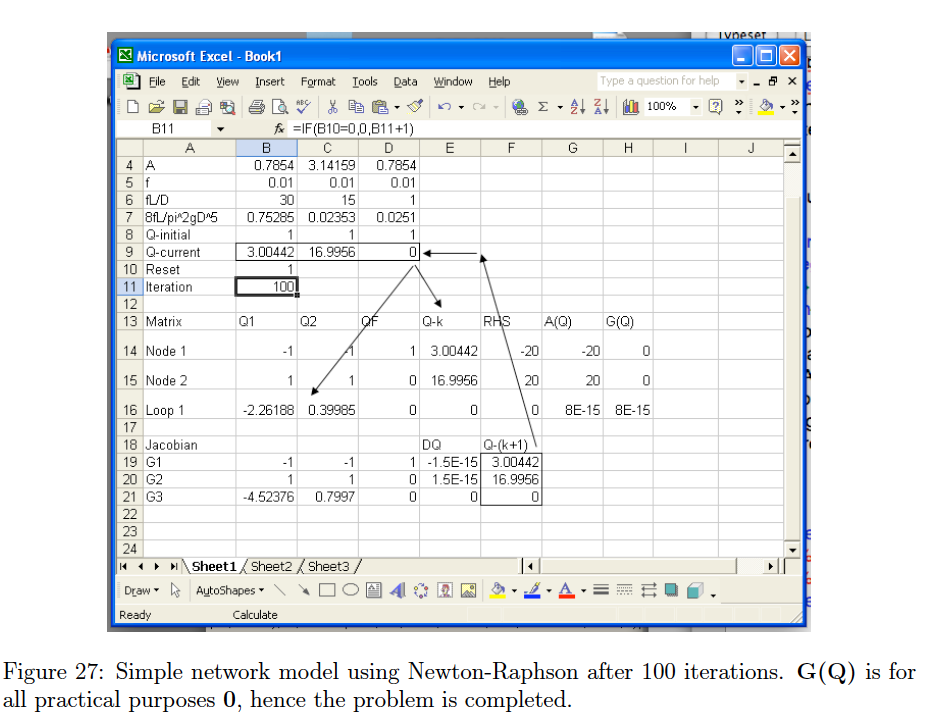 Typeset
Microsoft Excel - Book1
File Edit View Insert Format Tools Data Window Help Type a question for help
100%
B11 fx =IF(B10=0,0,B11+1)
A B C D E F G H I J
4 A 0.7854 3.14159 0.7854
5 f 0.01 0.01 0.01
6 fL/D 30 15 1
7 8fL/pi^2gD^5 0.75285 0.02353 0.0251
8 Q-initial 1 1 1
9 Q-current 3.00442 16.9956 0
10 Reset 1
11 Iteration 100
12
13 Matrix Q1 Q2 QF Q-k RHS A(Q) G(Q)
14 Node 1 -1 -1 1 3.00442 -20 -20 0
15 Node 2 1 1 0 16.9956 20 20 0
16 Loop 1 -2.26188 0.39985 0 0 0 8E-15 8E-15
17
18 Jacobian DQ Q-(k+1)
19 G1 -1 -1 1 -1.5E-15 3.00442
20 G2 1 1 0 1.5E-15 16.9956
21 G3 -4.52376 0.7997 0 0 0
22
23
24
Sheet1 Sheet2 Sheet3
Draw AutoShapes
Ready Calculate
Figure 27: Simple network model using Newton-Raphson after 100 iterations. G(Q) is for
all practical purposes 0, hence the problem is completed.